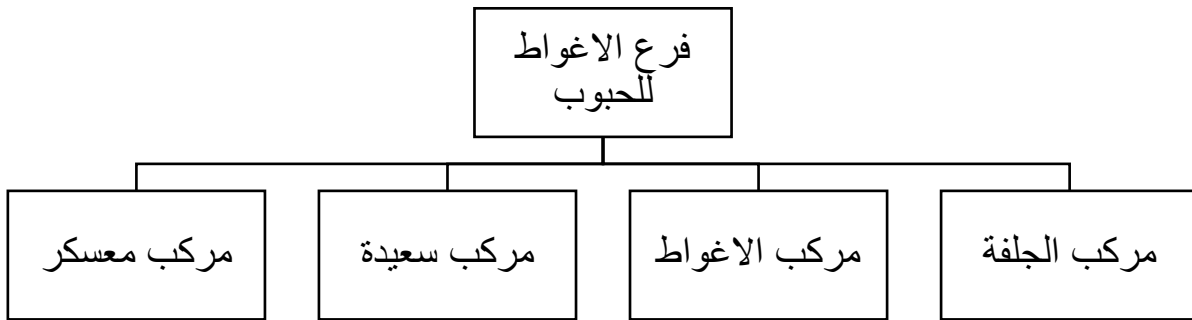 فرع الاغواط
للحبوب
مركب الجلفة
مركب الاغواط
مركب سعيدة
مركب معسكر